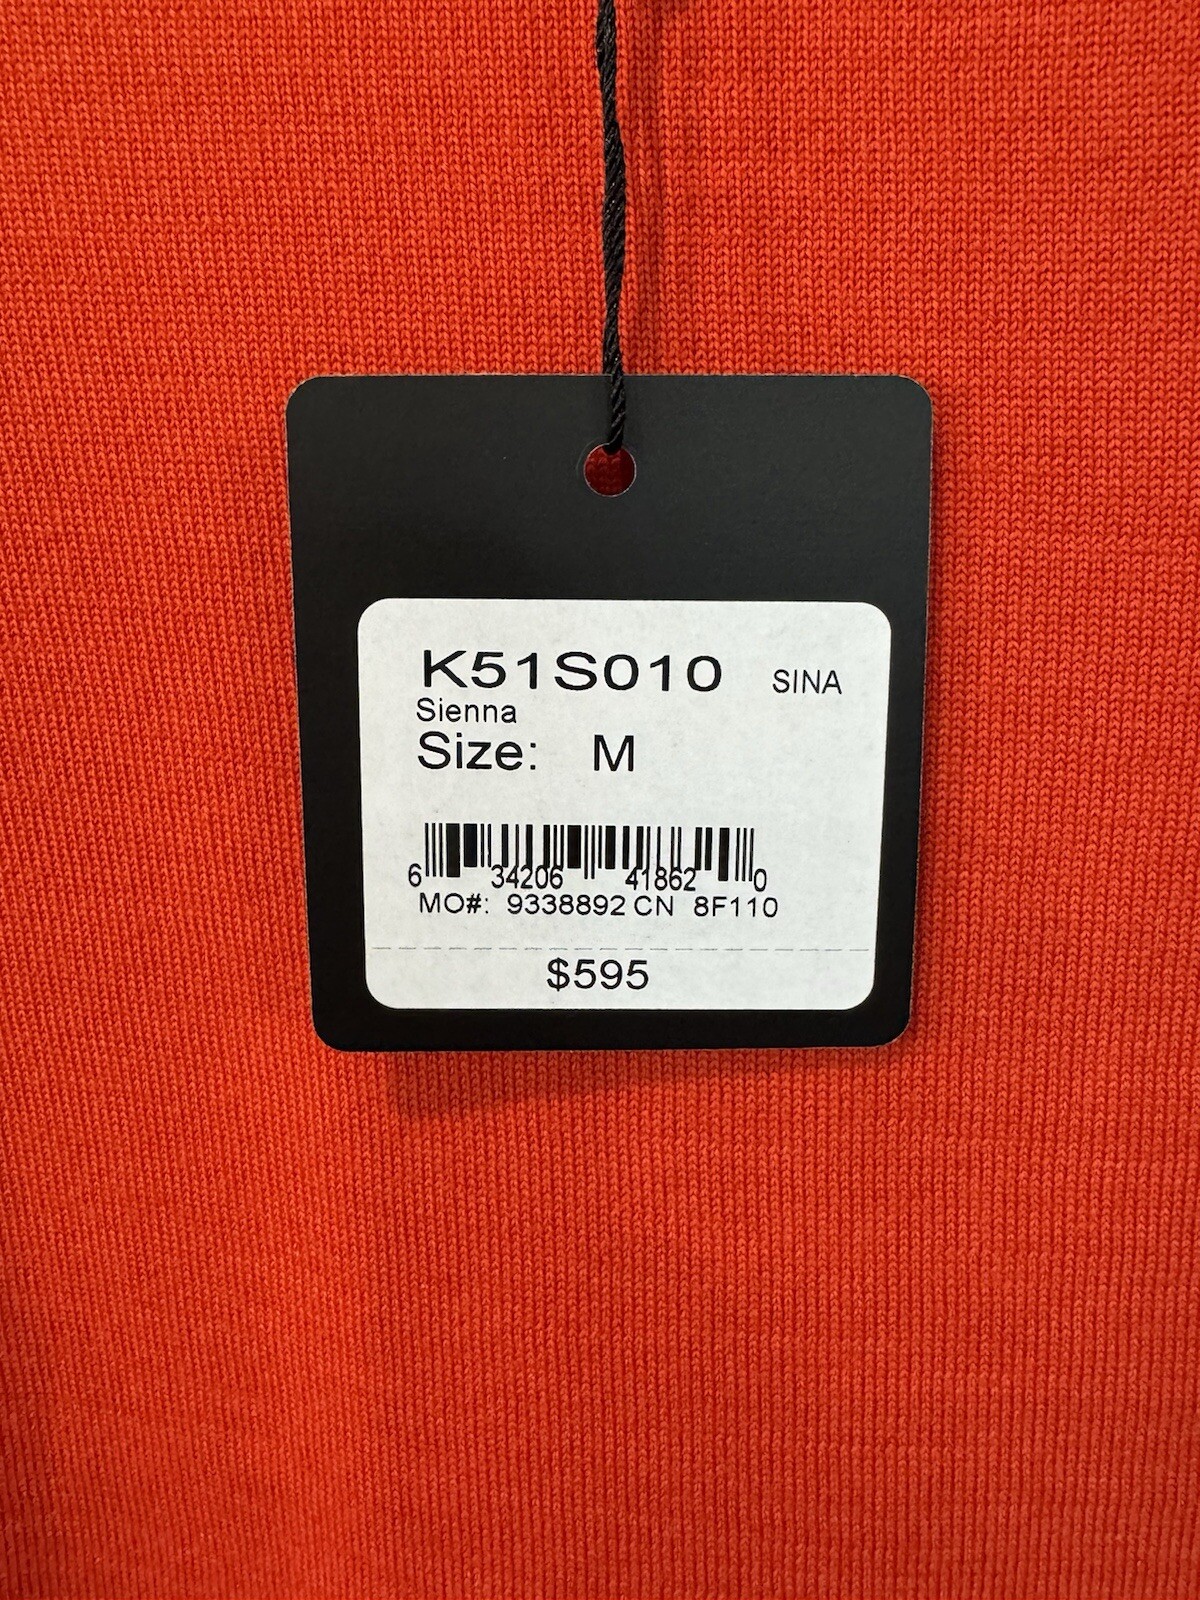 K51S010 SINA
Sienna
Size: M
6 34206 41862 0
MO#: 9338892 CN 8F110
$595